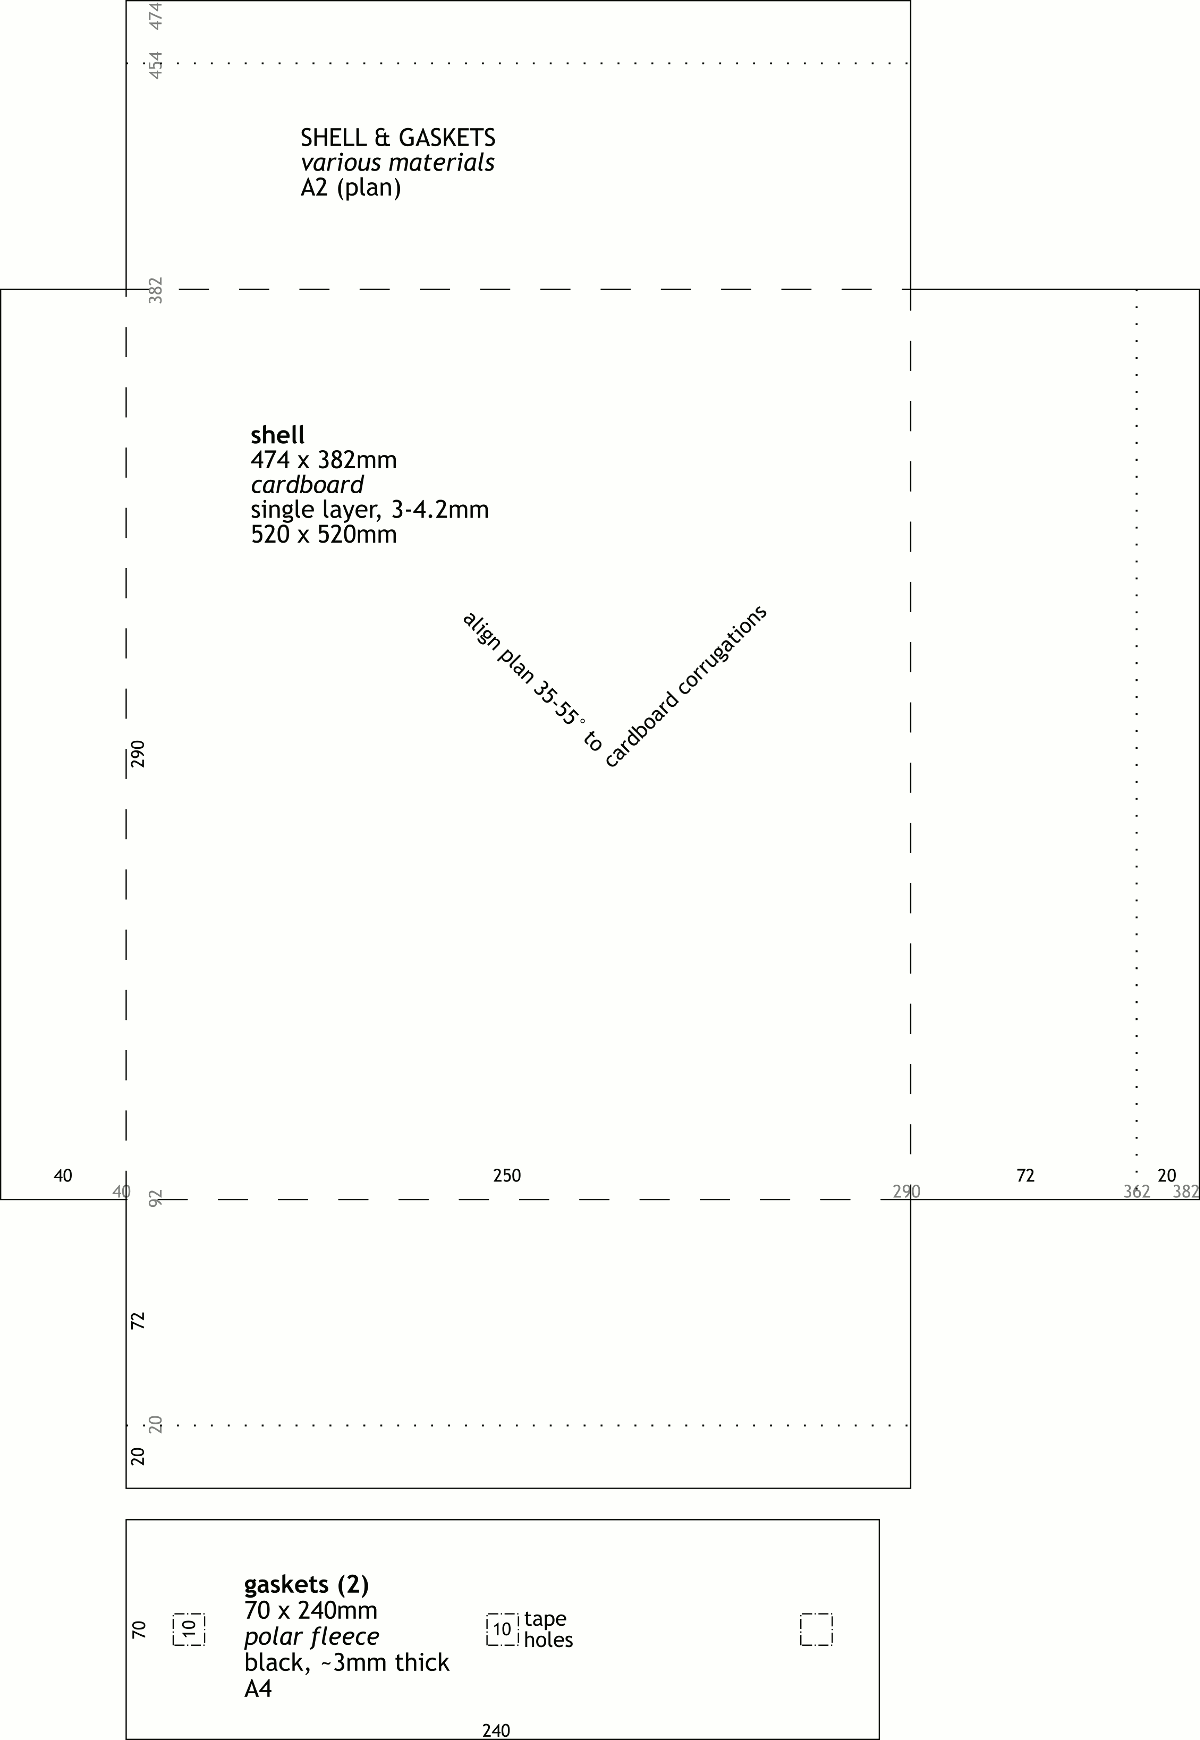 474
454
SHELL & GASKETS
various materials
A2 (plan)
382
shell
474 x 382mm
cardboard
single layer, 3-4.2mm
520 x 520mm
align plan 35-55° to
cardboard corrugations
290
40
250
72
20
40
92
290
362
382
72
20
20
gaskets (2)
70 x 240mm
polar fleece
black, ~3mm thick
A4
70
10
10
tape
holes
240